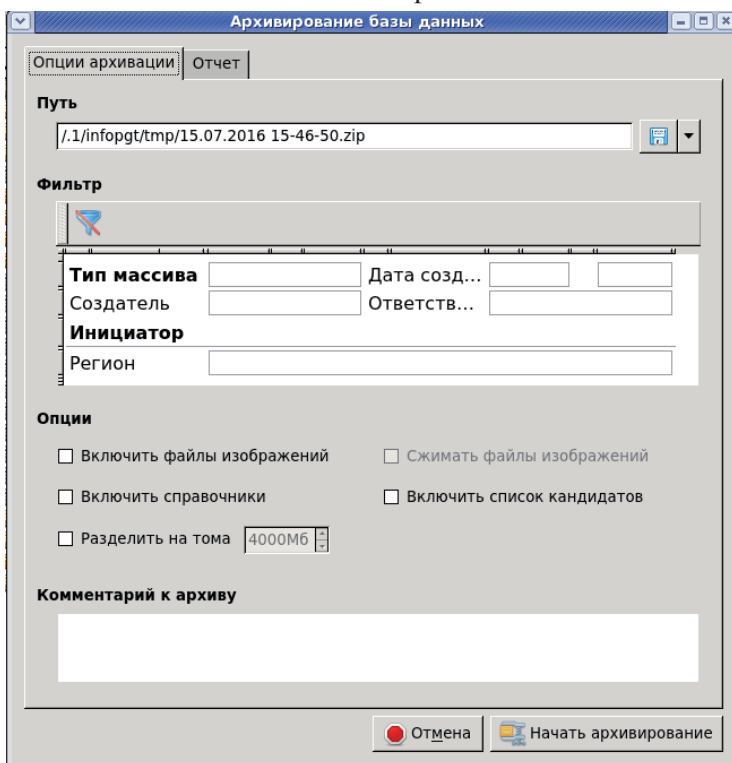 Архивирование базы данных
Опции архивации Отчет
Путь
/.1/infopgt/tmp/15.07.2016 15-46-50.zip
Фильтр
Тип массива Дата созд...
Создатель Ответств...
Инициатор
Регион
Опции
Включить файлы изображений Сжимать файлы изображений
Включить справочники Включить список кандидатов
Разделить на тома 4000Мб
Комментарий к архиву
Отмена Начать архивирование